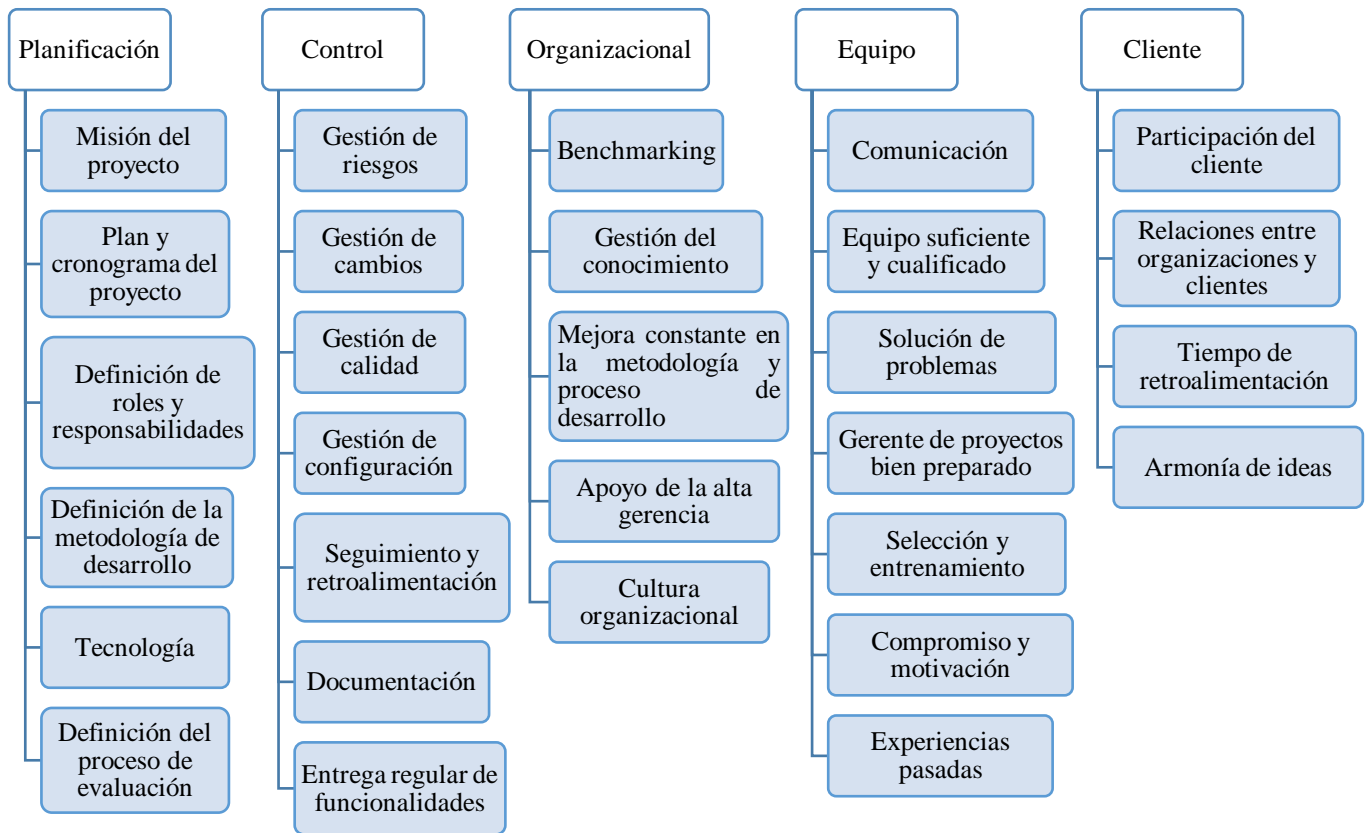 Planificación
Misión del
proyecto
Plan y
cronograma del
proyecto
Definición de
roles y
responsabilidades
Definición de la
metodología de
desarrollo
Tecnología
Definición del
proceso de
evaluación
Control
Gestión de
riesgos
Gestión de
cambios
Gestión de
calidad
Gestión de
configuración
Seguimiento y
retroalimentación
Documentación
Entrega regular de
funcionalidades
Organizacional
Benchmarking
Gestión del
conocimiento
Mejora constante en
la metodología y
proceso de
desarrollo
Apoyo de la alta
gerencia
Cultura
organizacional
Equipo
Comunicación
Equipo suficiente
y cualificado
Solución de
problemas
Gerente de proyectos
bien preparado
Selección y
entrenamiento
Compromiso y
motivación
Experiencias
pasadas
Cliente
Participación del
cliente
Relaciones entre
organizaciones y
clientes
Tiempo de
retroalimentación
Armonía de ideas